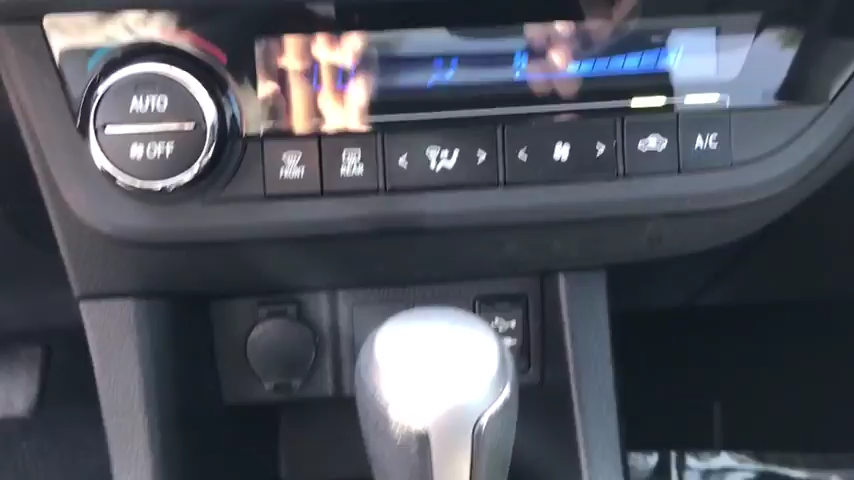 AUTO
OFF
FRONT
REAR
A/C